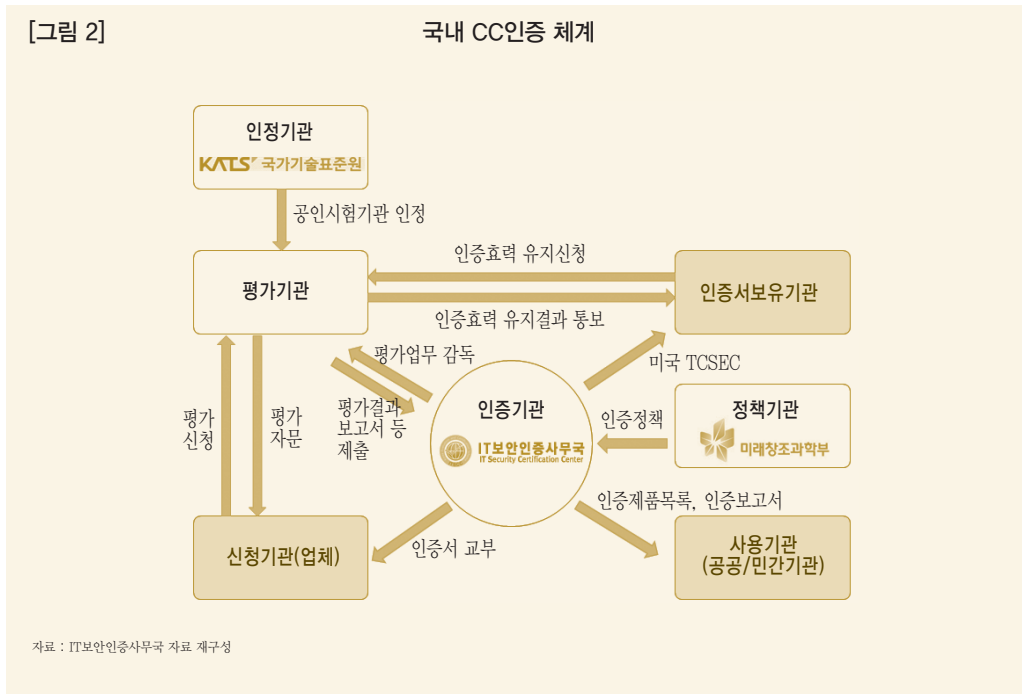 [그림 2]
국내 CC인증 체계
인정기관
KATS 국가기술표준원
공인시험기관 인정
평가기관
인증효력 유지신청
인증효력 유지결과 통보
인증서보유기관
평가업무 감독
평가결과
보고서 등
제출
평가
신청
평가
자문
미국 TCSEC
인증기관
IT보안인증사무국
IT Security Certification Center
인증정책
정책기관
미래창조과학부
인증제품목록, 인증보고서
인증서 교부
신청기관(업체)
사용기관
(공공/민간기관)
자료 : IT보안인증사무국 자료 재구성